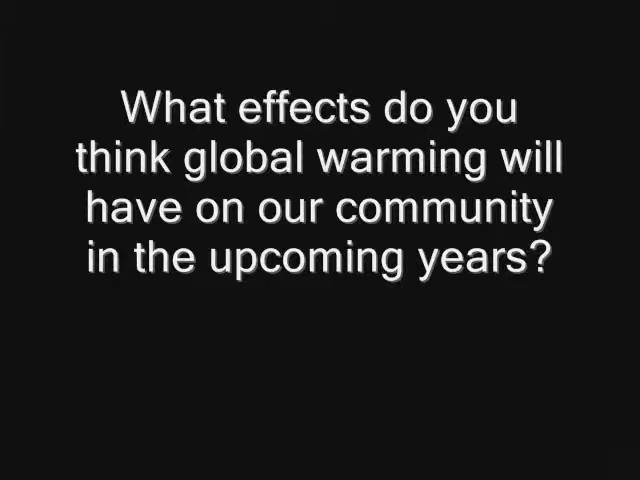 What effects do you
think global warming will
have on our community
in the upcoming years?